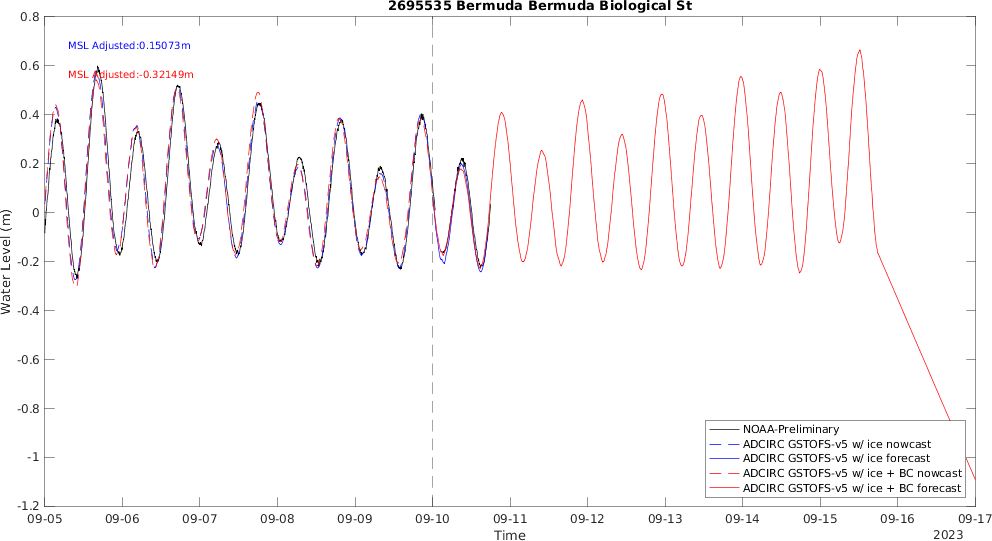 2695535 Bermuda Bermuda Biological St
MSL Adjusted:0.15073m
MSL Adjusted:-0.32149m
Water Level (m)
0.8
0.6
0.4
0.2
0
-0.2
-0.4
-0.6
-0.8
-1
-1.2
NOAA-Preliminary
ADCIRC GSTOFS-v5 w/ ice nowcast
ADCIRC GSTOFS-v5 w/ ice forecast
ADCIRC GSTOFS-v5 w/ ice + BC nowcast
ADCIRC GSTOFS-v5 w/ ice + BC forecast
09-05 09-06 09-07 09-08 09-09 09-10 09-11 09-12 09-13 09-14 09-15 09-16 09-17
Time
2023